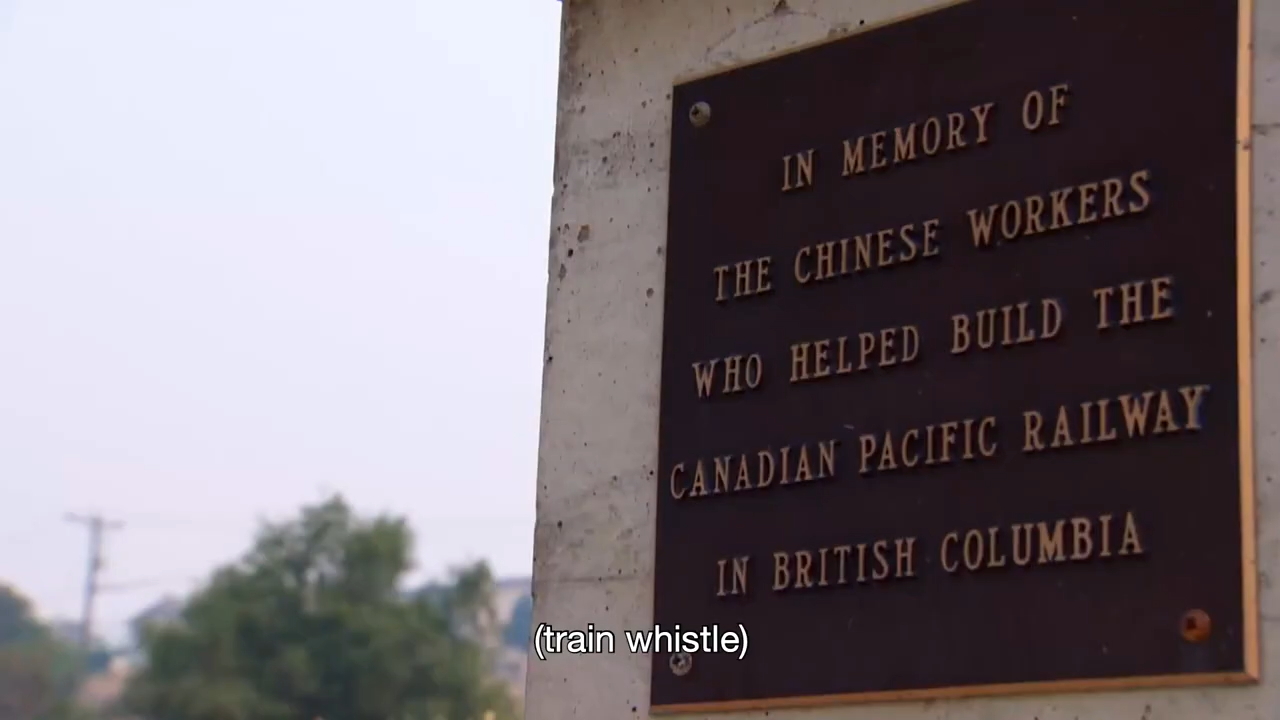 IN MEMORY OF
THE CHINESE WORKERS
WHO HELPED BUILD THE
CANADIAN PACIFIC RAILWAY
IN BRITISH COLUMBIA
(train whistle)